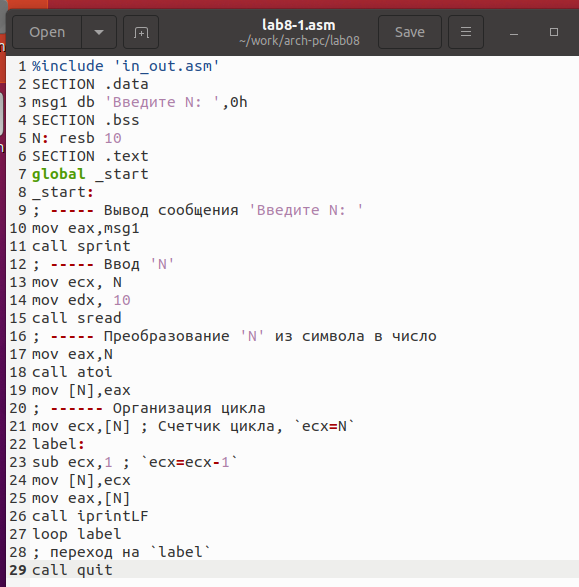 Open
lab8-1.asm
~/work/arch-pc/lab08
Save
1 %include 'in_out.asm'
2 SECTION .data
3 msg1 db 'Введите N: ',0h
4 SECTION .bss
5 N: resb 10
6 SECTION .text
7 global _start
8 _start:
9 ; ----- Вывод сообщения 'Введите N: '
10 mov eax,msg1
11 call sprint
12 ; ----- Ввод 'N'
13 mov ecx, N
14 mov edx, 10
15 call sread
16 ; ----- Преобразование 'N' из символа в число
17 mov eax,N
18 call atoi
19 mov [N],eax
20 ; ------ Организация цикла
21 mov ecx,[N] ; Счетчик цикла, `ecx=N`
22 label:
23 sub ecx,1 ; `ecx=ecx-1`
24 mov [N],ecx
25 mov eax,[N]
26 call iprintLF
27 loop label
28 ; переход на `label`
29 call quit